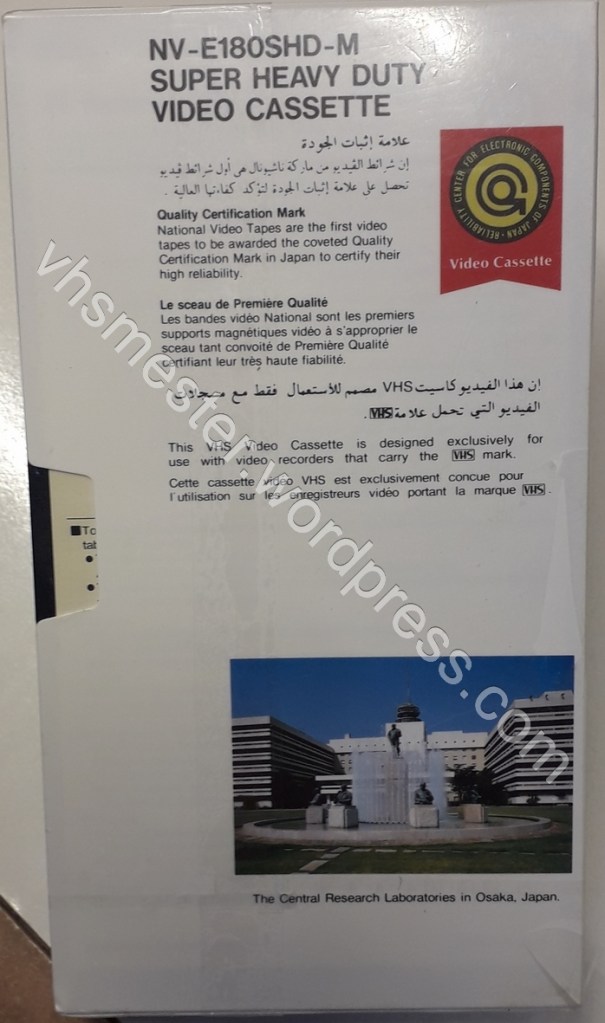 NV-E180SHD-M
SUPER HEAVY DUTY
VIDEO CASSETTE
علامة إثبات الجودة
إن شرائط الفيديو من ماركة ناشيونال هي أول شرائط فيديو
تحصل على علامة إثبات الجودة لتؤكد كفاءتها العالية .
Quality Certification Mark
National Video Tapes are the first video
tapes to be awarded the coveted Quality
Certification Mark in Japan to certify their
high reliability.
RELIABILITY CENTER FOR ELECTRONIC COMPONENTS OF JAPAN
Video Cassette
Le sceau de Première Qualité
Les bandes vidéo National sont les premiers
supports magnétiques vidéo à s'approprier le
sceau tant convoité de Première Qualité
certifiant leur très haute fiabilité.
إن هذا الفيديو كاسيت VHS مصمم للأستعمال فقط مع مسجلات
الفيديو التي تحمل علامة VHS.
This VHS Video Cassette is designed exclusively for
use with video recorders that carry the VHS mark.
Cette cassette vidéo VHS est exclusivement concue pour
l'utilisation sur les enregistreurs vidéo portant la marque VHS.
■To
tab
The Central Research Laboratories in Osaka, Japan.
vhsmester.wordpress.com